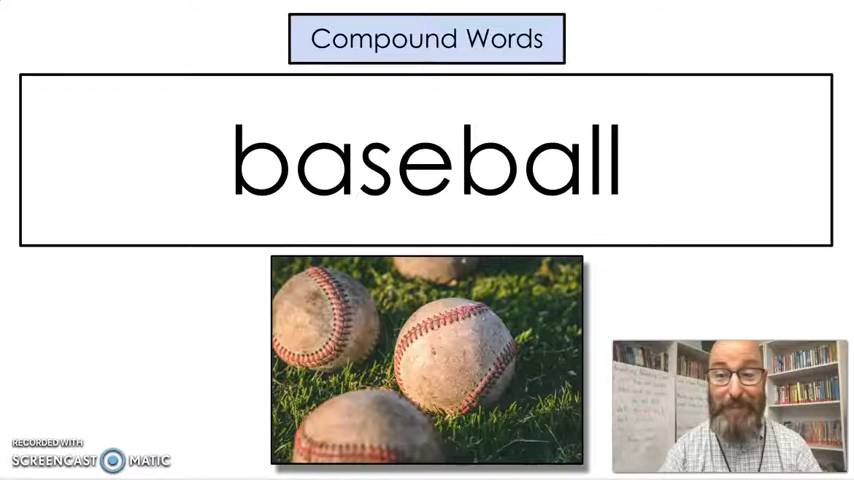 Compound Words
baseball
RECORDED WITH
SCREENCAST MATIC